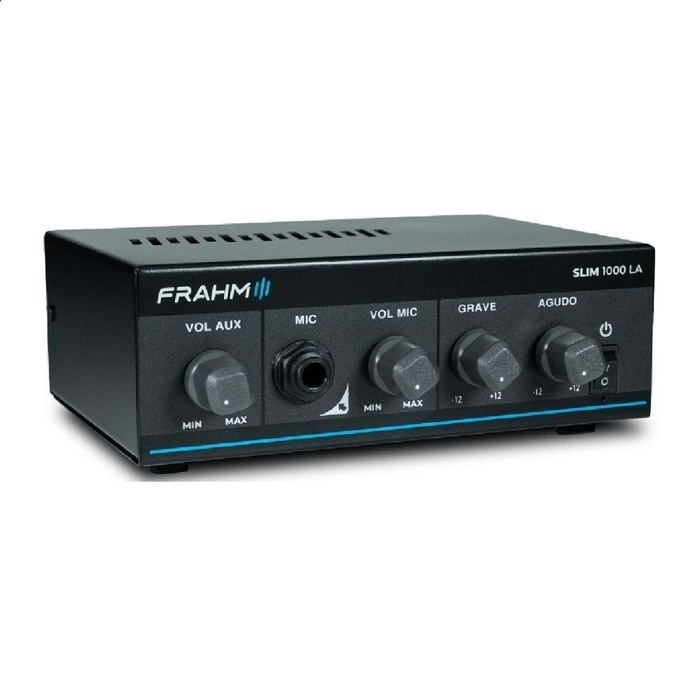 FRAHM
SLIM 1000 LA
VOL AUX
MIN MAX
MIC
VOL MIC
MIN MAX
GRAVE
-12 +12
AGUDO
-12 +12
I
O